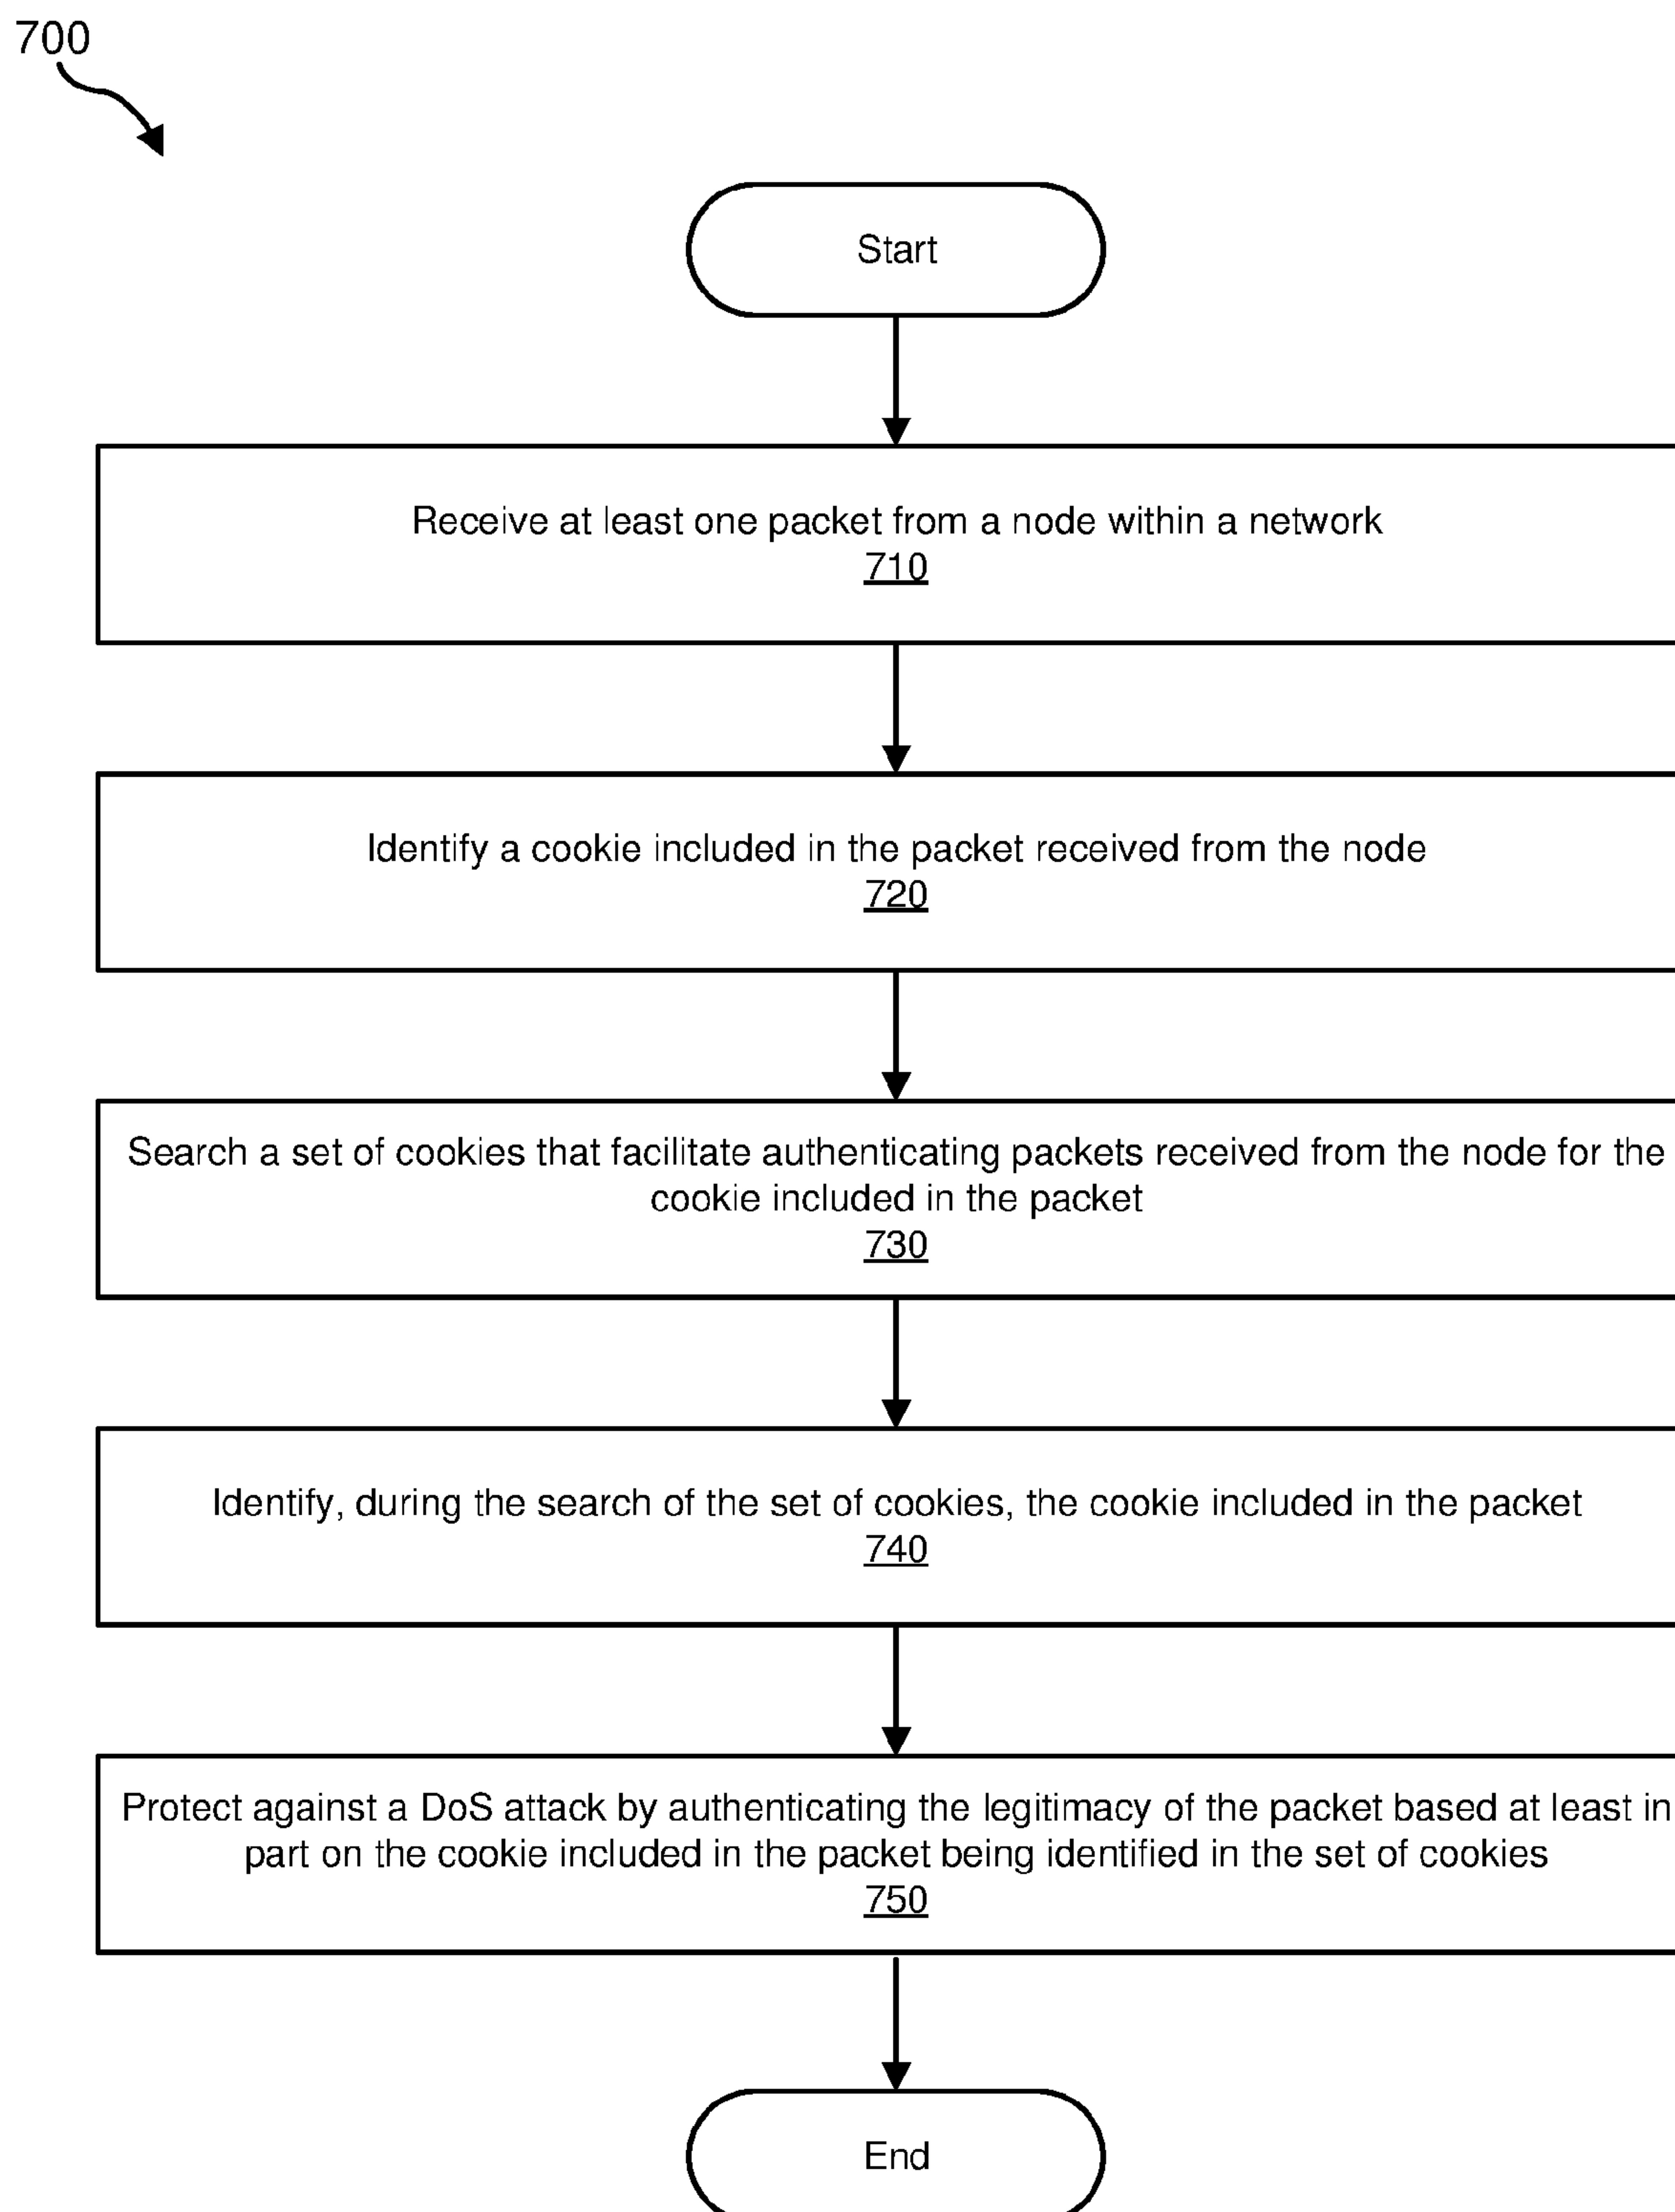 700
Start
Receive at least one packet from a node within a network
710
Identify a cookie included in the packet received from the node
720
Search a set of cookies that facilitate authenticating packets received from the node for the
cookie included in the packet
730
Identify, during the search of the set of cookies, the cookie included in the packet
740
Protect against a DoS attack by authenticating the legitimacy of the packet based at least in
part on the cookie included in the packet being identified in the set of cookies
750
End